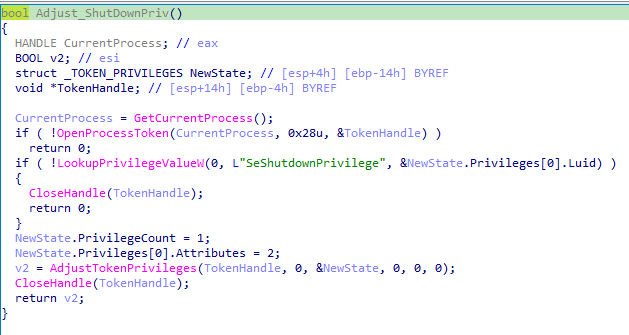 bool Adjust_ShutDownPriv()
{
  HANDLE CurrentProcess; // eax
  BOOL v2; // esi
  struct _TOKEN_PRIVILEGES NewState; // [esp+4h] [ebp-14h] BYREF
  void *TokenHandle; // [esp+14h] [ebp-4h] BYREF

  CurrentProcess = GetCurrentProcess();
  if ( !OpenProcessToken(CurrentProcess, 0x28u, &TokenHandle) )
    return 0;
  if ( !LookupPrivilegeValueW(0, L"SeShutdownPrivilege", &NewState.Privileges[0].Luid) )
  {
    CloseHandle(TokenHandle);
    return 0;
  }
  NewState.PrivilegeCount = 1;
  NewState.Privileges[0].Attributes = 2;
  v2 = AdjustTokenPrivileges(TokenHandle, 0, &NewState, 0, 0, 0);
  CloseHandle(TokenHandle);
  return v2;
}